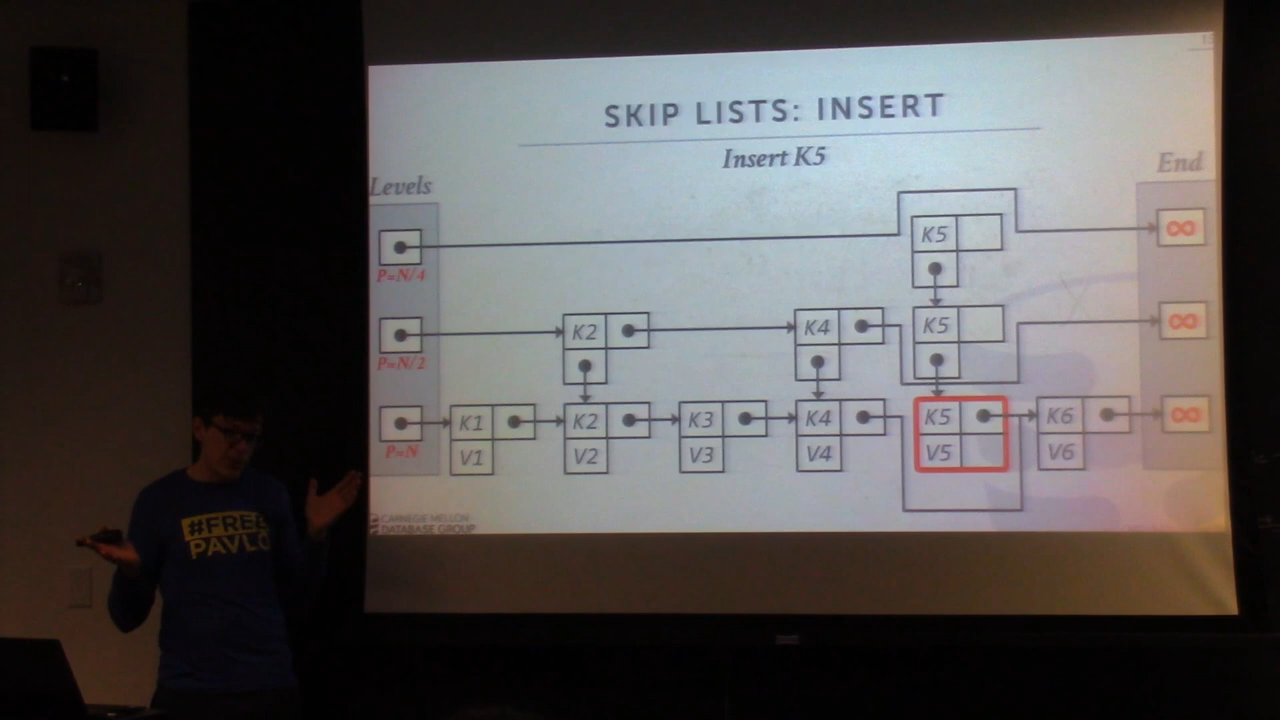 SKIP LISTS: INSERT
Insert K5
Levels
End
K5
∞
P=N/4
K2
K4
K5
∞
P=N/2
K1
K2
K3
K4
K5
K6
∞
P=N
V1
V2
V3
V4
V5
V6
CARNEGIE MELLON
DATABASE GROUP
#FREE
PAVLO